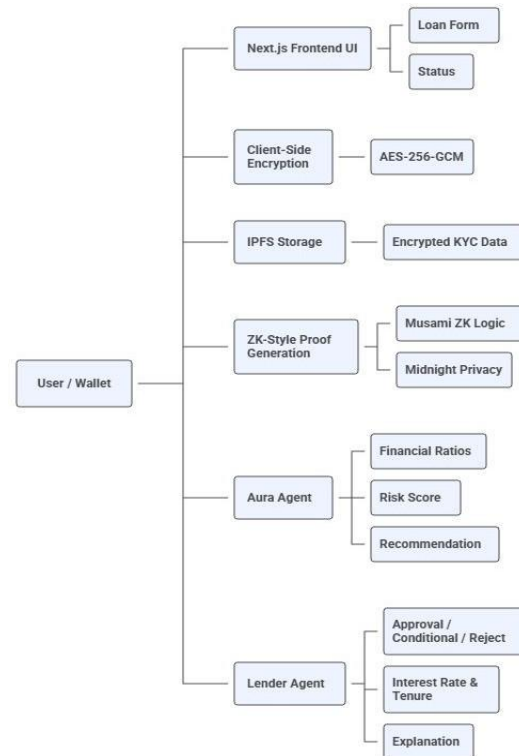 Loan Form
Next.js Frontend UI
Status
Client-Side
Encryption
AES-256-GCM
IPFS Storage
Encrypted KYC Data
Musami ZK Logic
ZK-Style Proof
Generation
Midnight Privacy
User / Wallet
Financial Ratios
Aura Agent
Risk Score
Recommendation
Approval /
Conditional / Reject
Lender Agent
Interest Rate &
Tenure
Explanation